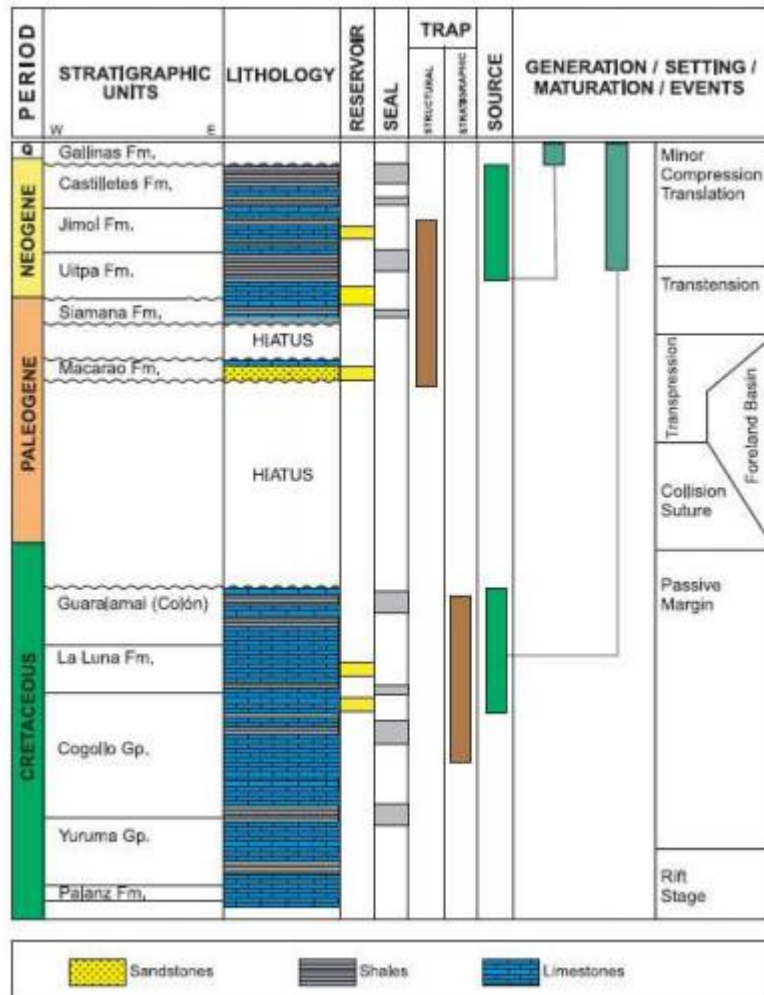 PERIOD
STRATIGRAPHIC
UNITS
W E
LITHOLOGY
RESERVOIR
SEAL
TRAP
STRUCTURAL
STRATIGRAPHIC
SOURCE
GENERATION / SETTING /
MATURATION / EVENTS
Q
NEOGENE
PALEOGENE
CRETACEOUS
Gallinas Fm.
Castilletes Fm.
Jimol Fm.
Uitpa Fm.
Siamana Fm.
HIATUS
Macarao Fm.
HIATUS
Guaralamai (Colón)
La Luna Fm.
Cogollo Gp.
Yuruma Gp.
Palanz Fm.
Minor
Compression
Translation
Transtension
Transpression
Foreland Basin
Collision
Suture
Passive
Margin
Rift
Stage
Sandstones
Shales
Limestones